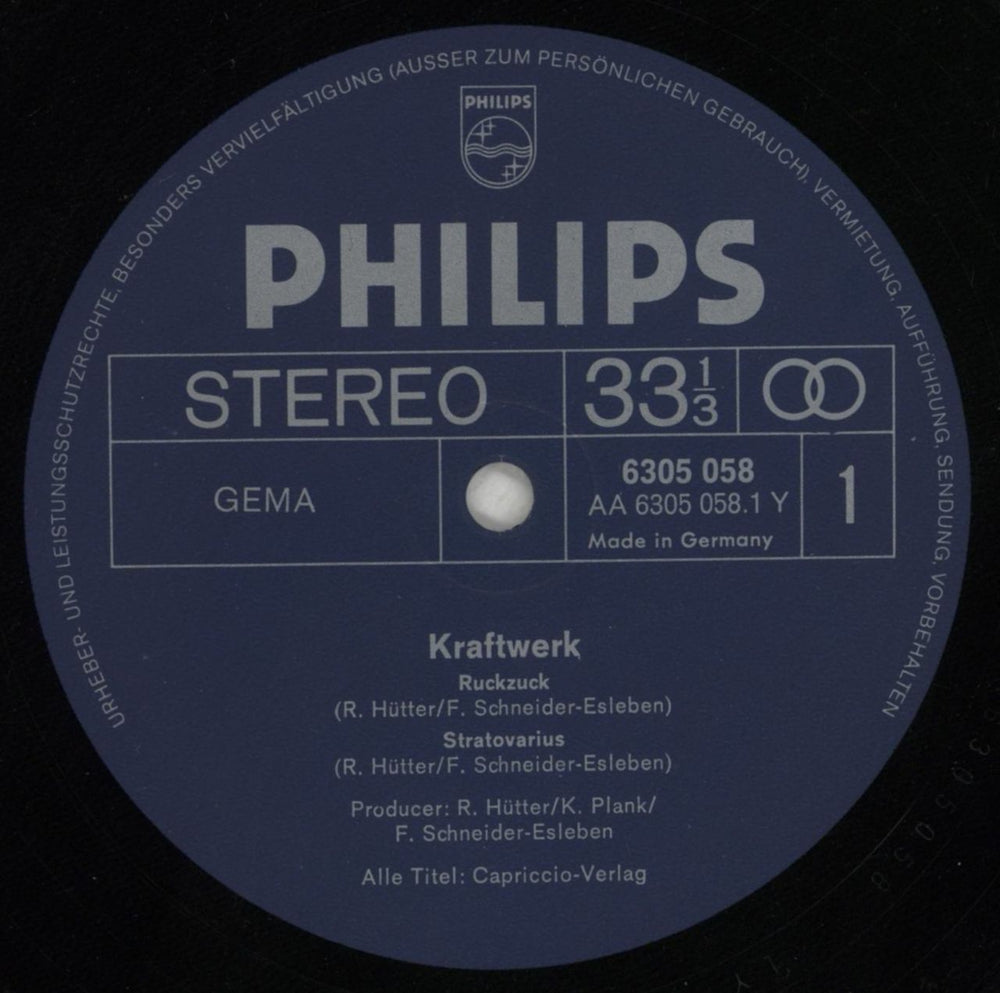 URHEBER- UND LEISTUNGSSCHUTZRECHTE, BESONDERS VERVIELFÄLTIGUNG (AUSSER ZUM PERSÖNLICHEN GEBRAUCH), VERMIETUNG, AUFFÜHRUNG, SENDUNG, VORBEHALTEN
PHILIPS
PHILIPS
STEREO
33 1/3
GEMA
6305 058
AA 6305 058.1 Y
Made in Germany
1
Kraftwerk
Ruckzuck
(R. Hütter/F. Schneider-Esleben)
Stratovarius
(R. Hütter/F. Schneider-Esleben)
Producer: R. Hütter/K. Plank/
F. Schneider-Esleben
Alle Titel: Capriccio-Verlag